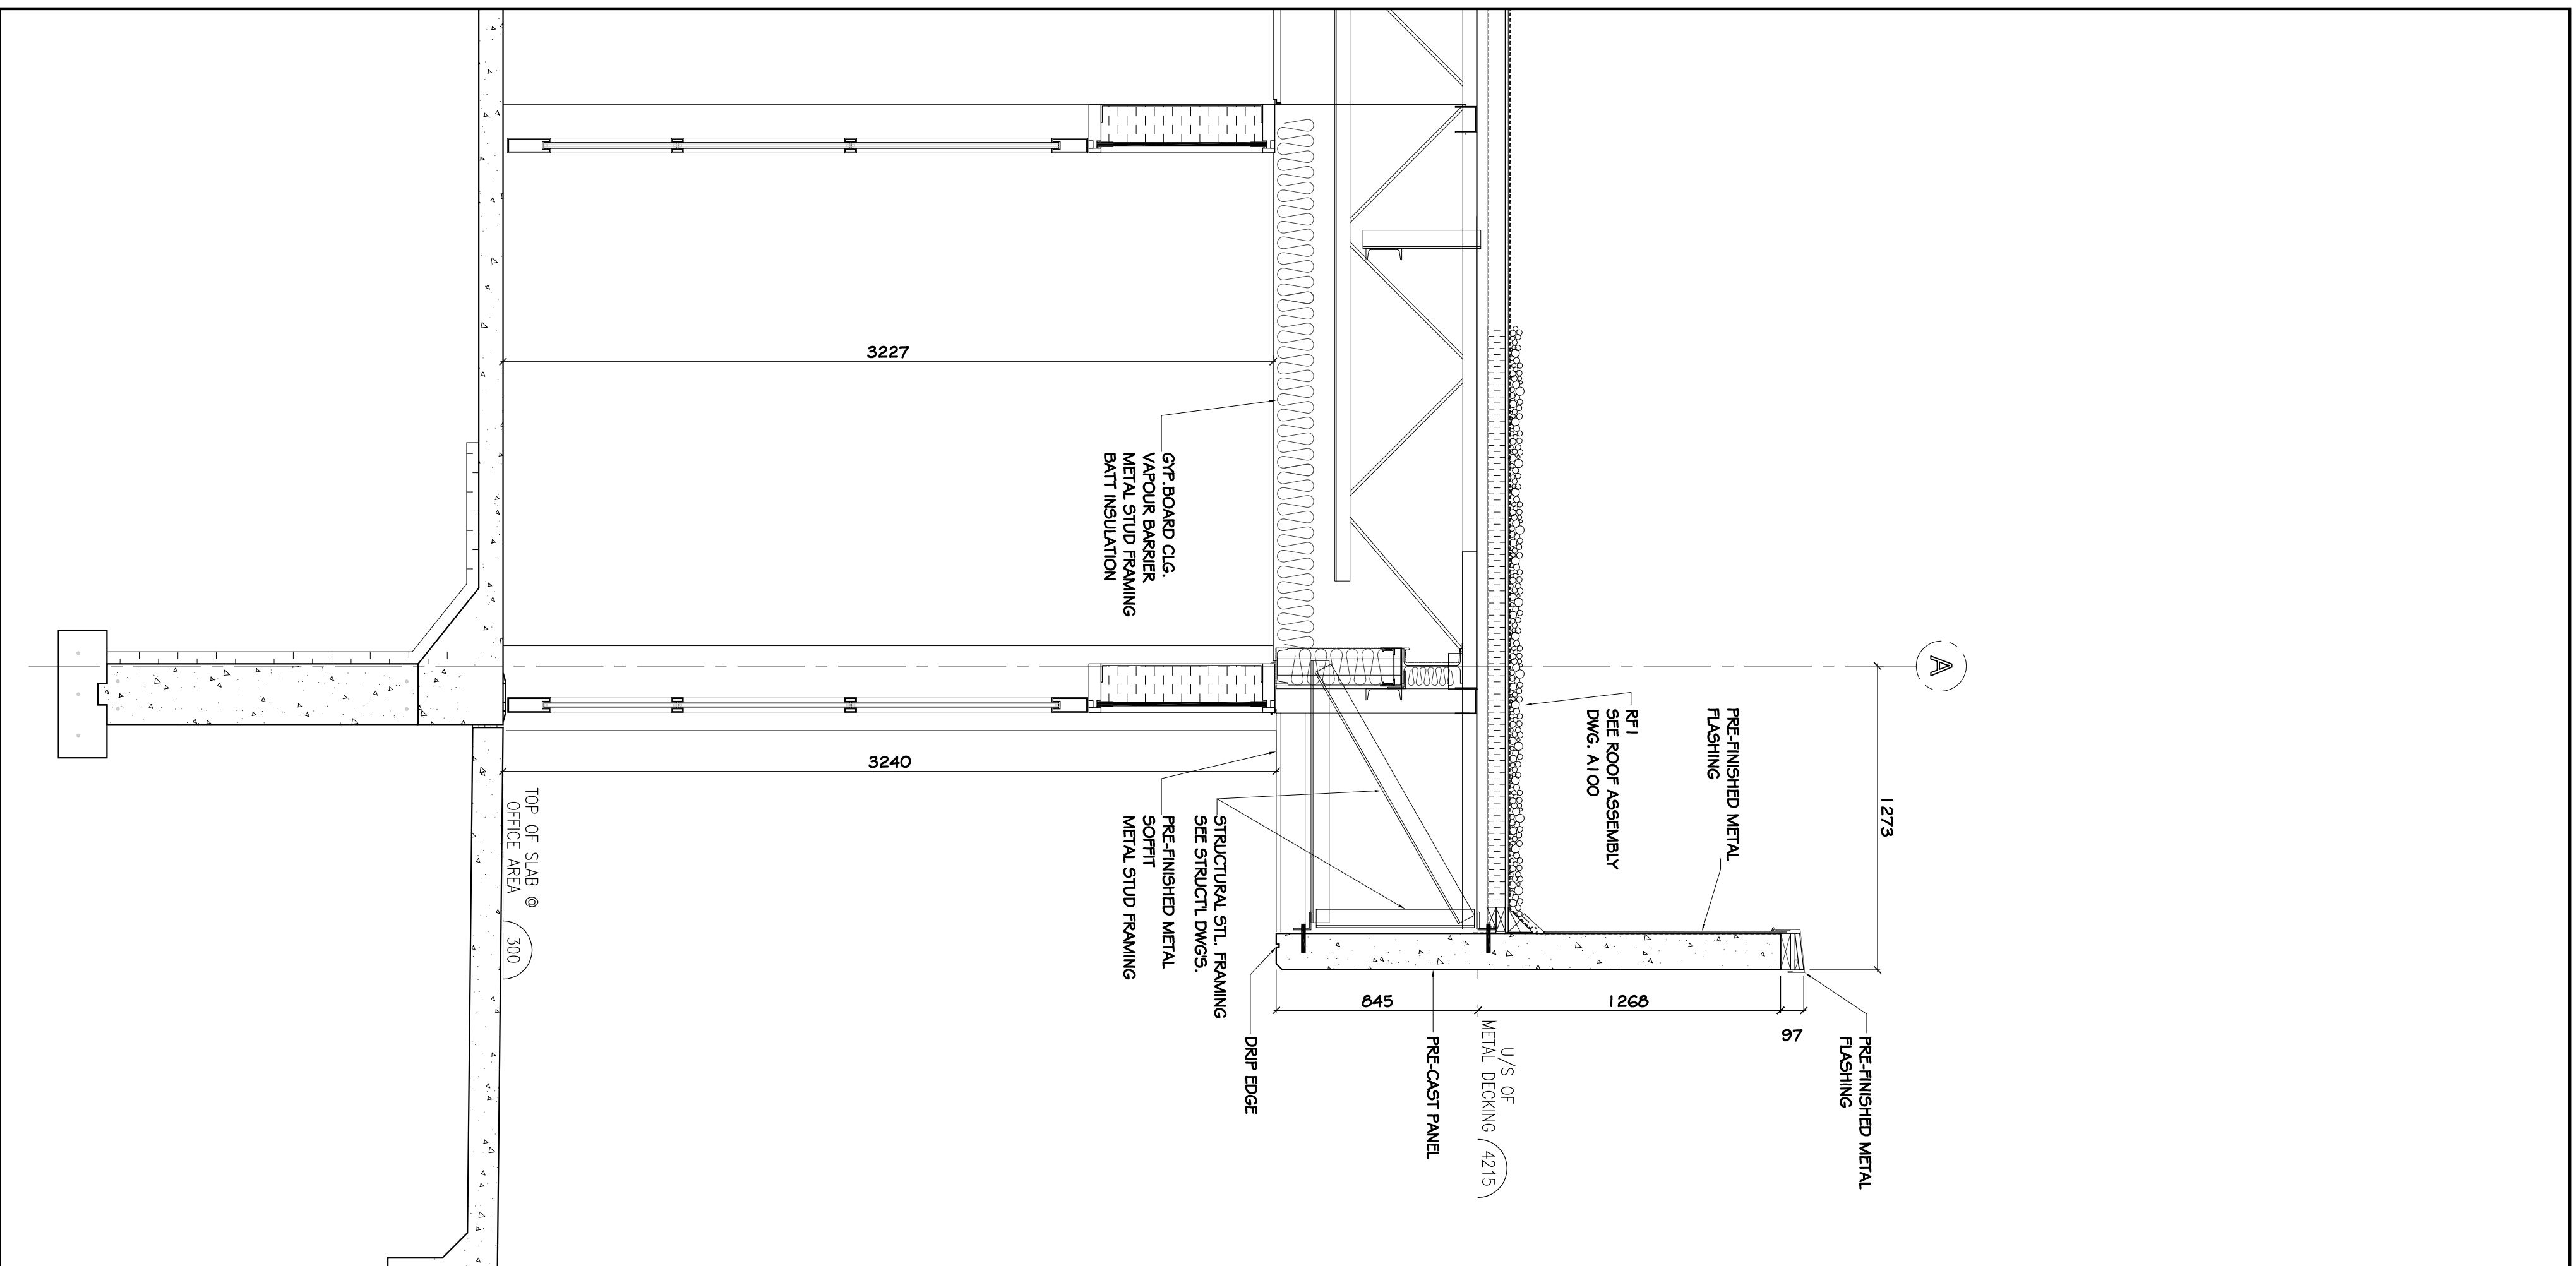 A
1273
PRE-FINISHED METAL
FLASHING
PRE-FINISHED METAL
FLASHING
97
1268
845
RF1
SEE ROOF ASSEMBLY
DWG. A100
U/S OF
METAL DECKING
4215
PRE-CAST PANEL
DRIP EDGE
STRUCTURAL STL. FRAMING
SEE STRUCT'L DWG'S.
PRE-FINISHED METAL
SOFFIT
METAL STUD FRAMING
GYP.BOARD CLG.
VAPOUR BARRIER
METAL STUD FRAMING
BATT INSULATION
3227
3240
TOP OF SLAB @
OFFICE AREA
300